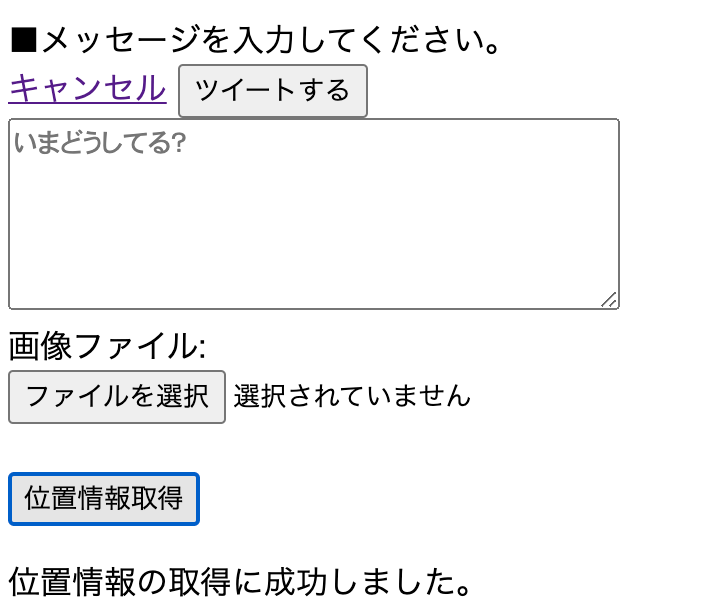 ■メッセージを入力してください。
キャンセル ツイートする
いまどうしてる?
画像ファイル:
ファイルを選択 選択されていません
位置情報取得
位置情報の取得に成功しました。